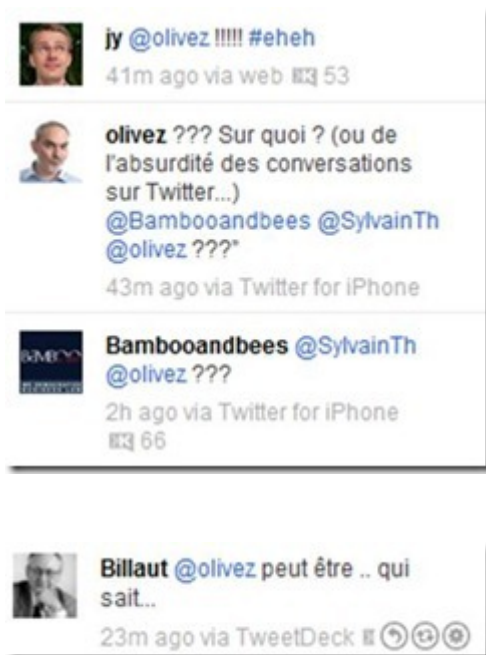 jy @olivez !!!!! #eheh
41m ago via web 53
olivez ??? Sur quoi ? (ou de
l'absurdité des conversations
sur Twitter...)
@Bambooandbees @SylvainTh
@olivez ???"
43m ago via Twitter for iPhone
Bambooandbees @SylvainTh
@olivez ???
2h ago via Twitter for iPhone
66
Billaut @olivez peut être .. qui
sait...
23m ago via TweetDeck